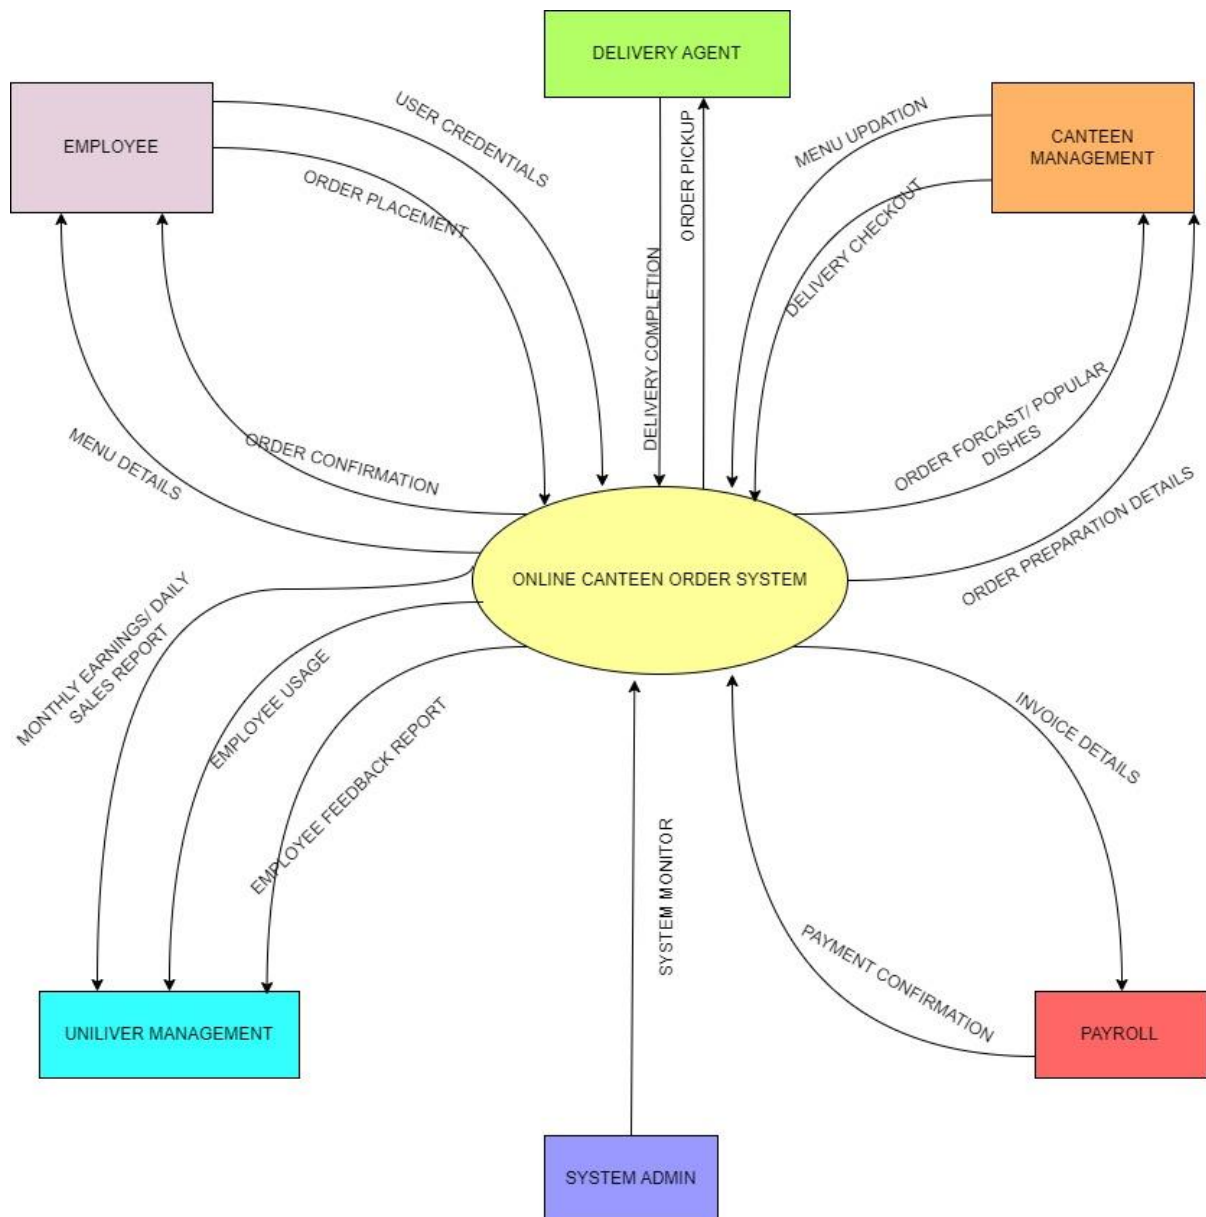 DELIVERY AGENT
EMPLOYEE
CANTEEN
MANAGEMENT
USER CREDENTIALS
ORDER PLACEMENT
ORDER PICKUP
MENU UPDATION
DELIVERY CHECKOUT
DELIVERY COMPLETION
MENU DETAILS
ORDER CONFIRMATION
ORDER FORCAST/ POPULAR
DISHES
ORDER PREPARATION DETAILS
ONLINE CANTEEN ORDER SYSTEM
MONTHLY EARNINGS/ DAILY
SALES REPORT
EMPLOYEE USAGE
EMPLOYEE FEEDBACK REPORT
SYSTEM MONITOR
INVOICE DETAILS
PAYMENT CONFIRMATION
UNILIVER MANAGEMENT
PAYROLL
SYSTEM ADMIN